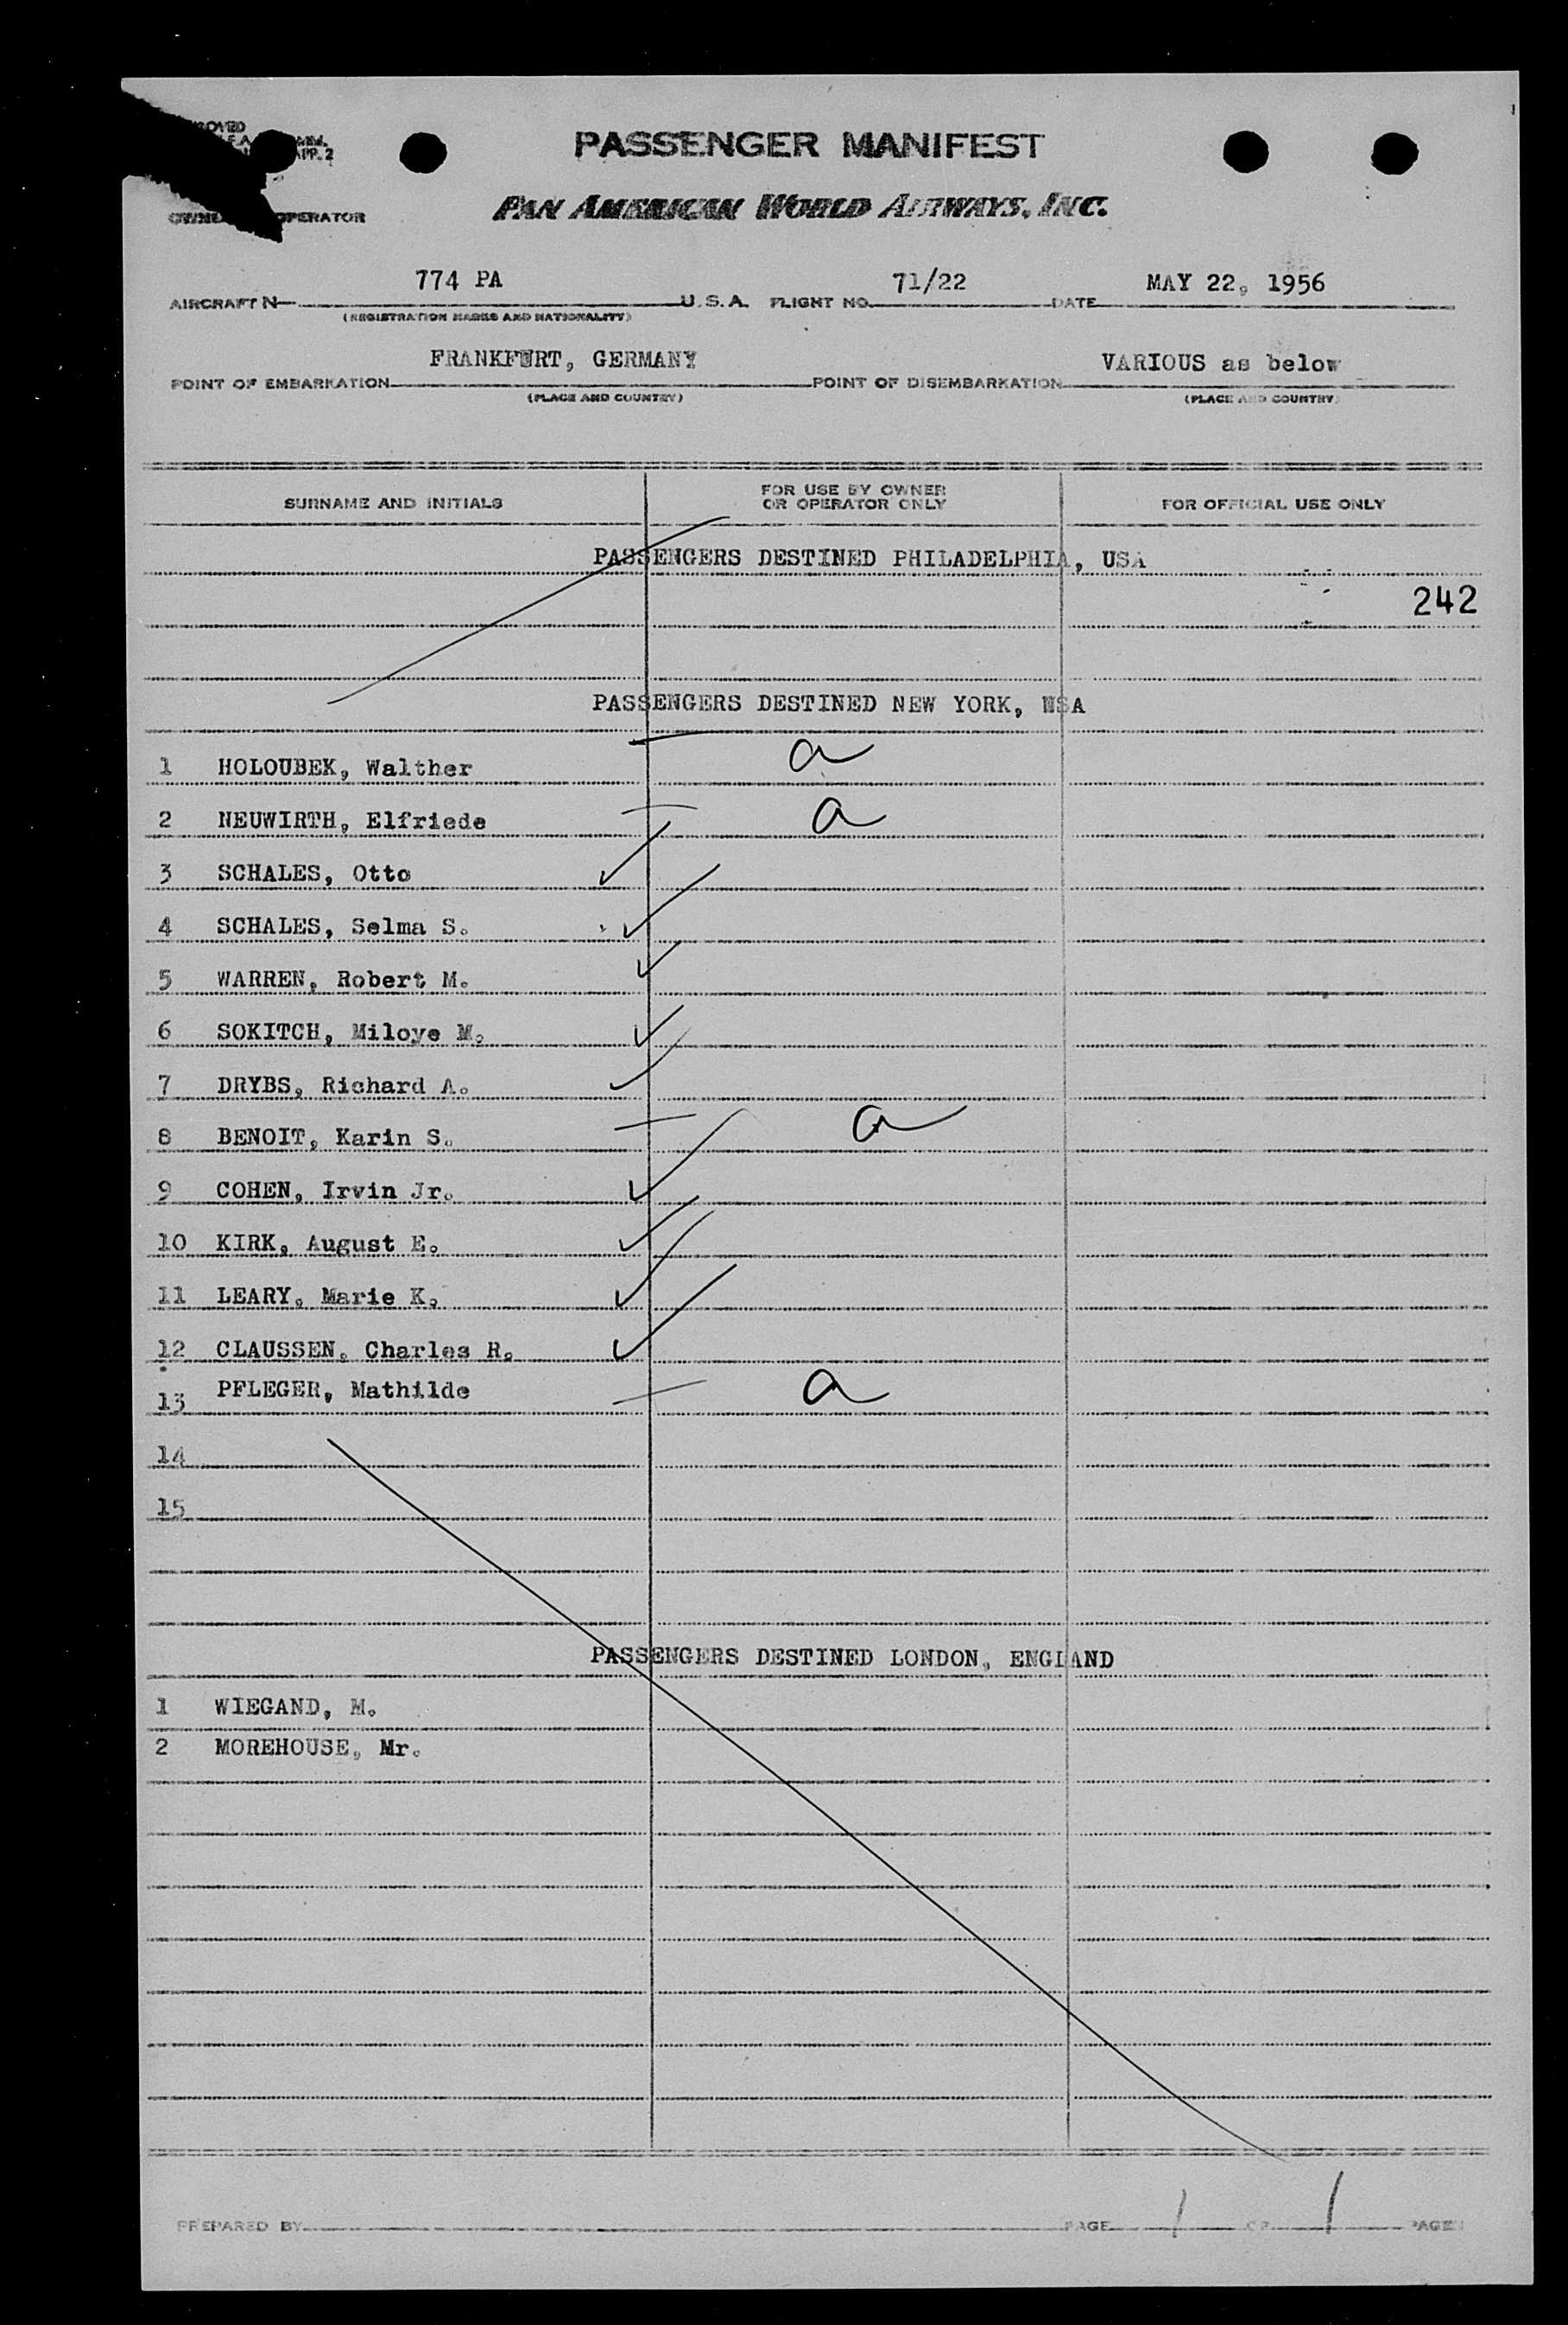 APP. 2
OPERATOR
PASSENGER MANIFEST
PAN AMERICAN WORLD AIRWAYS, INC.
774 PA 71/22 MAY 22, 1956
AIRCRAFT N U.S.A. FLIGHT NO. DATE
(REGISTRATION MARKS AND NATIONALITY)
FRANKFURT, GERMANY VARIOUS as below
POINT OF EMBARKATION POINT OF DISEMBARKATION
(PLACE AND COUNTRY) (PLACE AND COUNTRY)
SURNAME AND INITIALS FOR USE BY OWNER OR OPERATOR ONLY FOR OFFICIAL USE ONLY
PASSENGERS DESTINED PHILADELPHIA, USA
242
PASSENGERS DESTINED NEW YORK, USA
1 HOLOUBEK, Walther a
2 NEUWIRTH, Elfriede a
3 SCHALES, Otto
4 SCHALES, Selma S.
5 WARREN, Robert M.
6 SOKITCH, Miloye M.
7 DRYBS, Richard A.
8 BENOIT, Karin S. a
9 COHEN, Irvin Jr.
10 KIRK, August E.
11 LEARY, Marie K.
12 CLAUSSEN, Charles R.
13 PFLEGER, Mathilde a
14
15
PASSENGERS DESTINED LONDON, ENGLAND
1 WIEGAND, M.
2 MOREHOUSE, Mr.
PREPARED BY PAGE 1 OF 1 PAGES